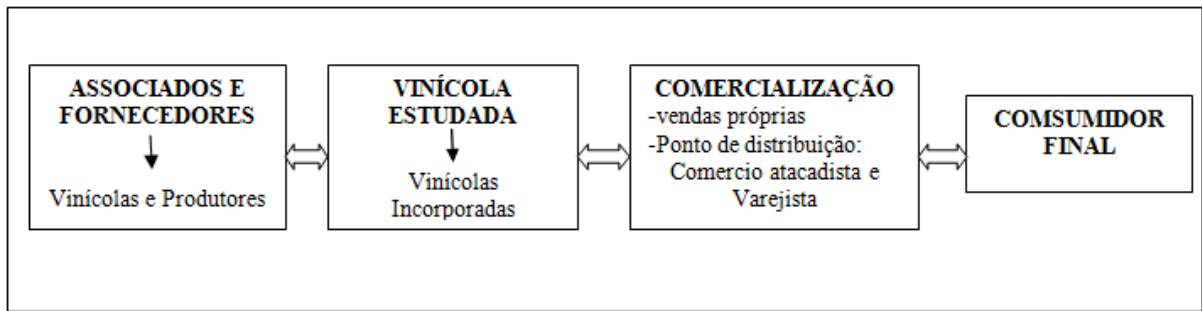 ASSOCIADOS E
FORNECEDORES
Vinícolas e Produtores
VINÍCOLA
ESTUDADA
Vinícolas
Incorporadas
COMERCIALIZAÇÃO
-vendas próprias
-Ponto de distribuição:
Comercio atacadista e
Varejista
COMSUMIDOR
FINAL